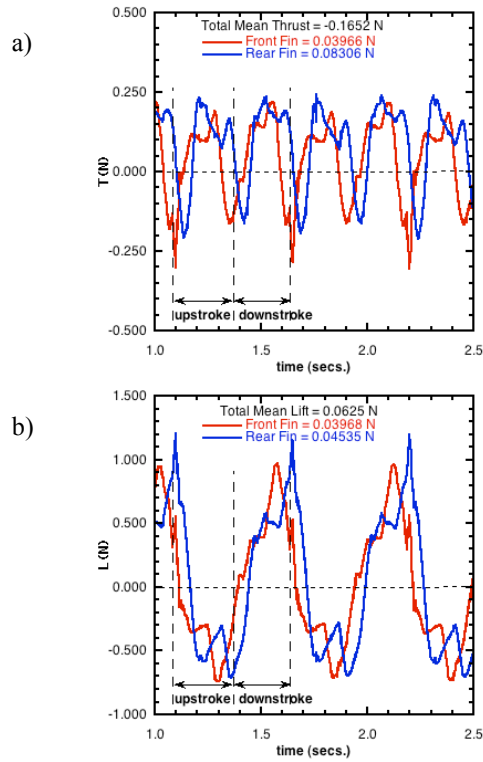 a)
Total Mean Thrust = -0.1652 N
Front Fin = 0.03966 N
Rear Fin = 0.08306 N
0.500
0.250
0.000
-0.250
-0.500
T(N)
upstroke
downstroke
1.0
1.5
2.0
2.5
time (secs.)
b)
Total Mean Lift = 0.0625 N
Front Fin = 0.03968 N
Rear Fin = 0.04535 N
1.500
1.000
0.500
0.000
-0.500
-1.000
L(N)
upstroke
downstroke
1.0
1.5
2.0
2.5
time (secs.)